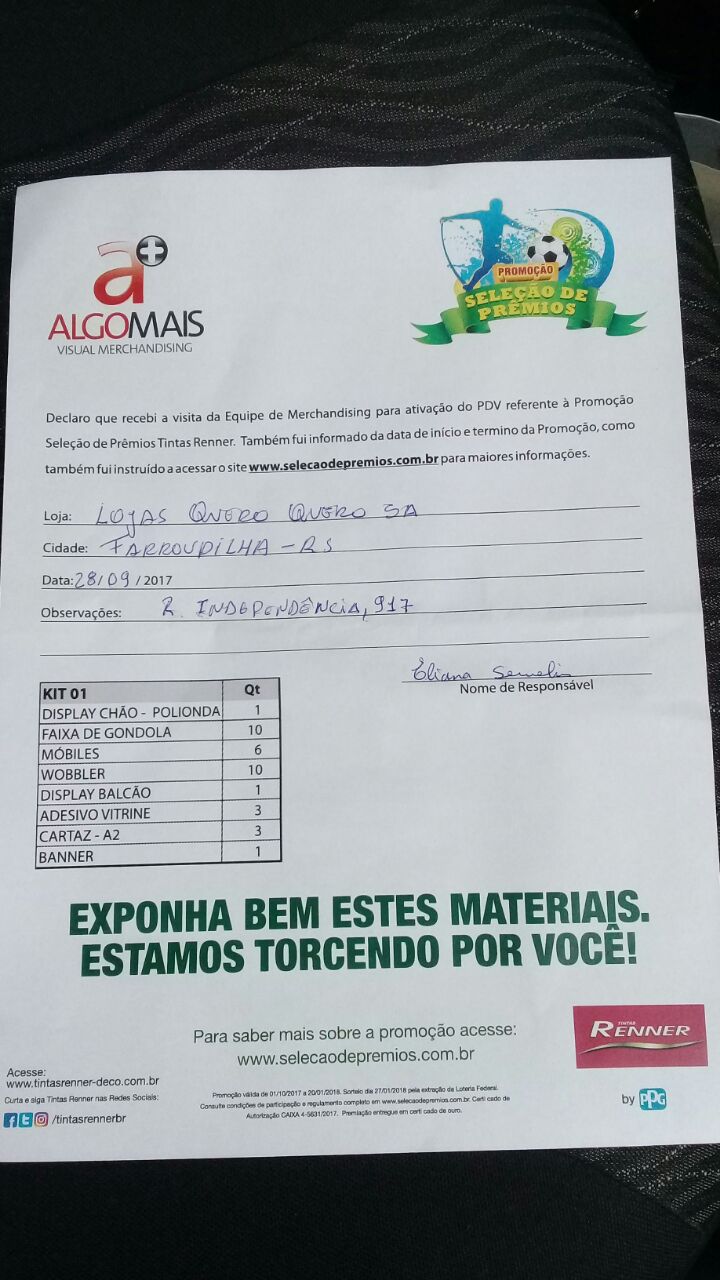 a+
ALGOMAIS
VISUAL MERCHANDISING
PROMOÇÃO
SELEÇÃO DE
PRÊMIOS
Declaro que recebi a visita da Equipe de Merchandising para ativação do PDV referente à Promoção
Seleção de Prêmios Tintas Renner. Também fui informado da data de início e termino da Promoção, como
também fui instruído a acessar o site www.selecaodepremios.com.br para maiores informações.
Loja: LOJAS QUERO QUERO SA
Cidade: FARROUPILHA - RS
Data: 28/09/2017
Observações: R. INDEPENDÊNCIA, 917
Eliana
Nome de Responsável
KIT 01 Qt
DISPLAY CHÃO - POLIONDA 1
FAIXA DE GONDOLA 10
MÓBILES 6
WOBBLER 10
DISPLAY BALCÃO 1
ADESIVO VITRINE 3
CARTAZ - A2 3
BANNER 1
EXPONHA BEM ESTES MATERIAIS.
ESTAMOS TORCENDO POR VOCÊ!
Para saber mais sobre a promoção acesse:
www.selecaodepremios.com.br
TINTAS
RENNER
by PPG
Acesse:
www.tintasrenner-deco.com.br
Curta e siga Tintas Renner nas Redes Sociais:
/tintasrennerbr
Promoção válida de 01/10/2017 a 20/01/2018. Sorteio dia 27/01/2018 pela extração da Loteria Federal.
Consulte condições de participação e regulamento completo em www.selecaodepremios.com.br. Certi cado de
Autorização CAIXA 4-5631/2017. Premiação entregue em certi cado de ouro.